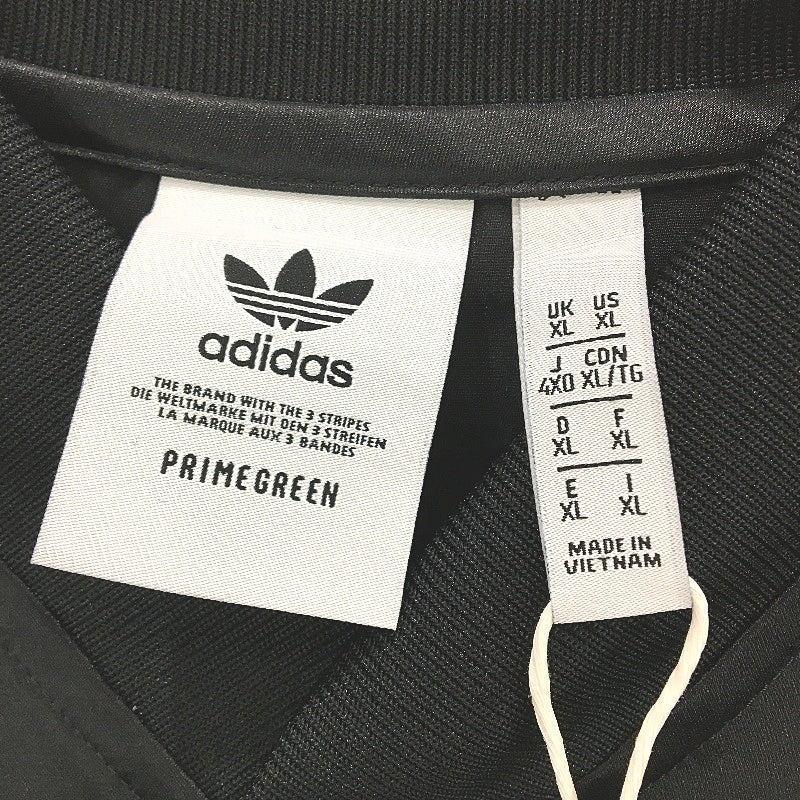 adidas
THE BRAND WITH THE 3 STRIPES
DIE WELTMARKE MIT DEN 3 STREIFEN
LA MARQUE AUX 3 BANDES
PRIMEGREEN
UK US
XL XL
J CDN
4XO XL/TG
D F
XL XL
E I
XL XL
MADE IN
VIETNAM